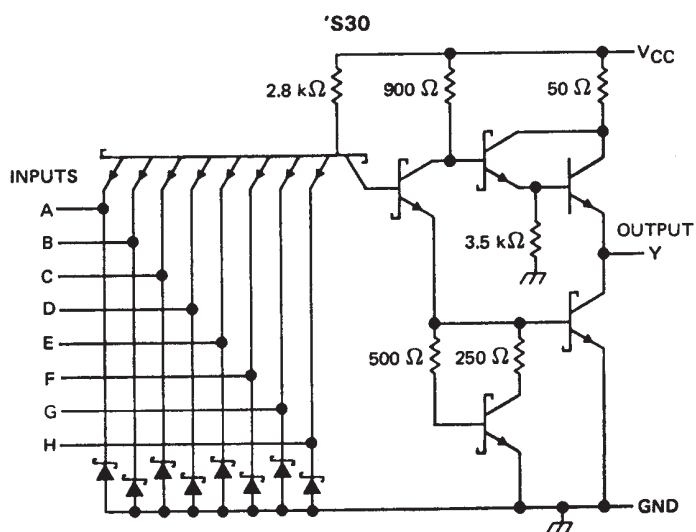 'S30
VCC
2.8 kΩ
900 Ω
50 Ω
INPUTS
A
B
C
D
E
F
G
H
3.5 kΩ
OUTPUT
Y
500 Ω
250 Ω
GND